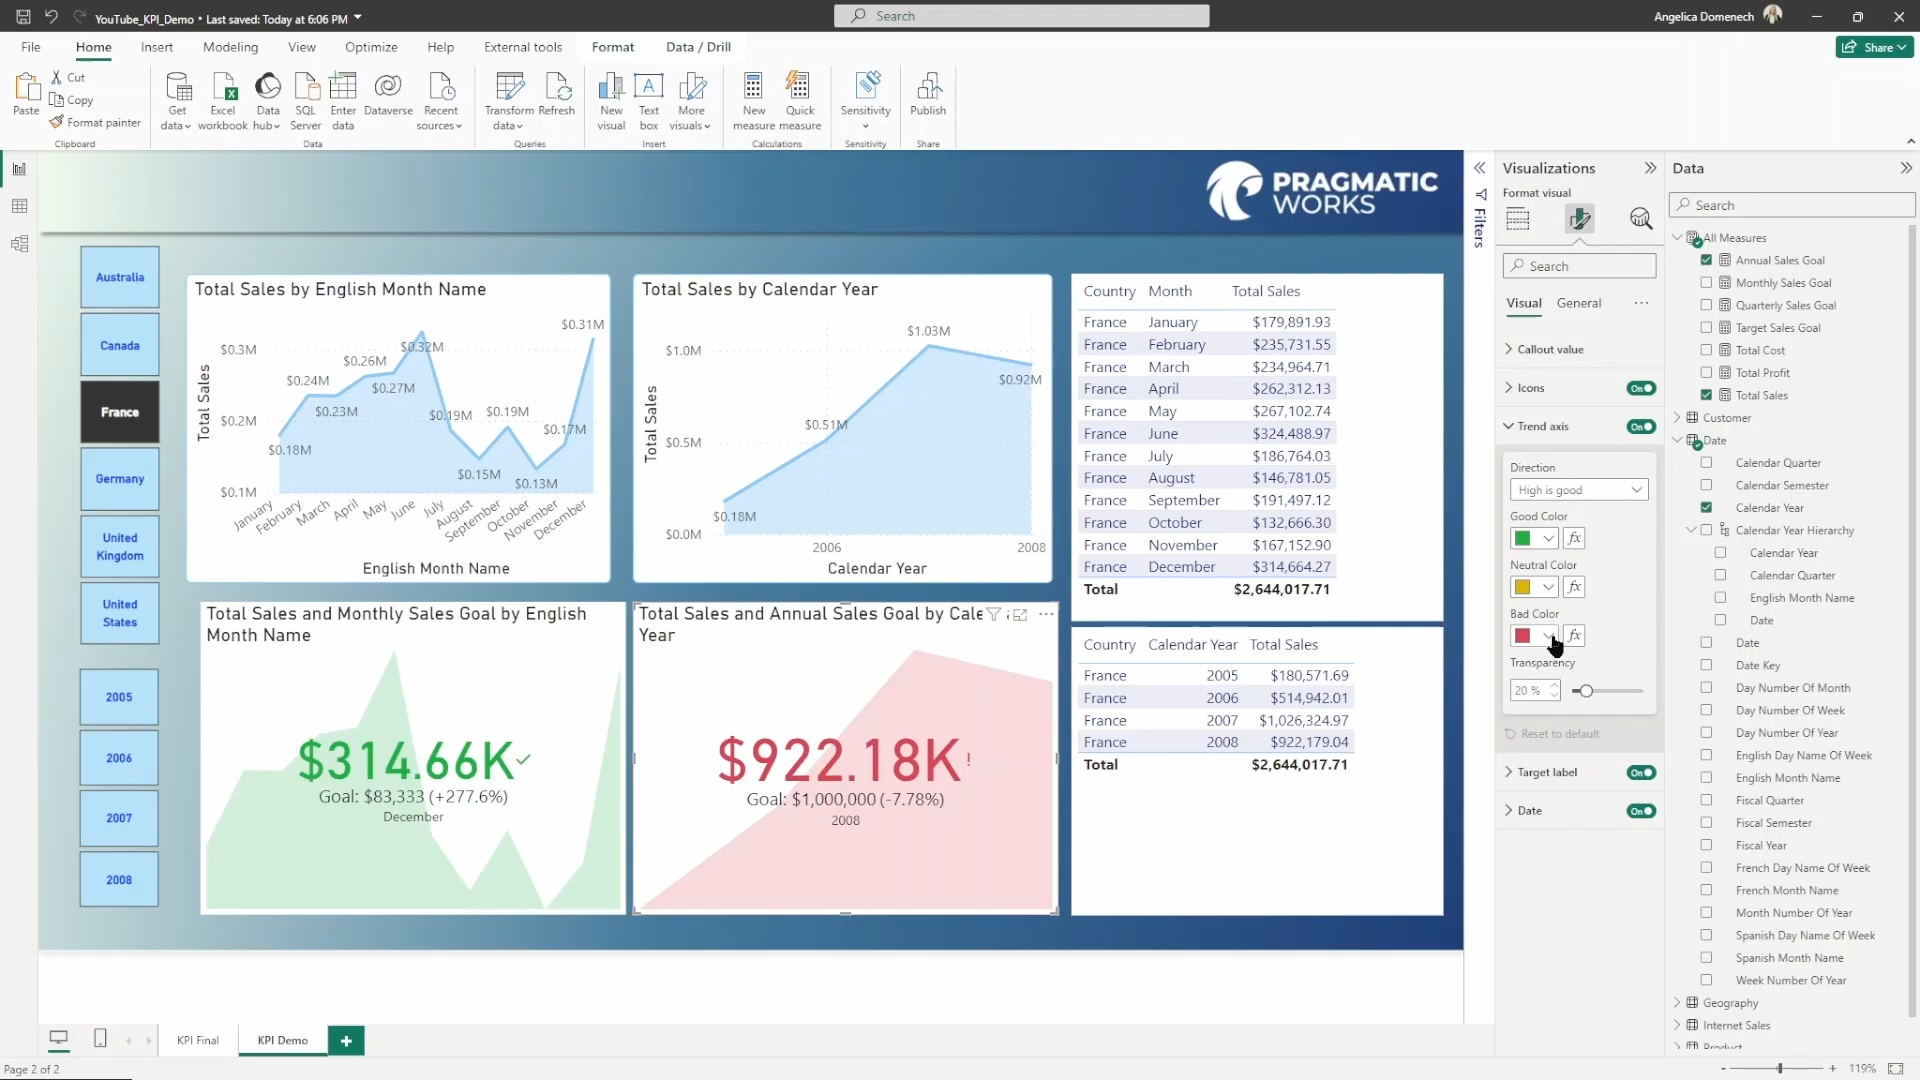 YouTube_KPI_Demo • Last saved: Today at 6:06 PM
Search
Angelica Domenech
File
Home
Insert
Modeling
View
Optimize
Help
External tools
Format
Data / Drill
Share
Paste
Cut
Copy
Format painter
Get data
Excel workbook
Data hub
SQL Server
Enter data
Dataverse
Recent sources
Transform data
Refresh
New visual
Text box
More visuals
New measure
Quick measure
Sensitivity
Publish
Clipboard
Data
Queries
Insert
Calculations
Sensitivity
Share
PRAGMATIC
WORKS
Australia
Canada
France
Germany
United
Kingdom
United
States
2005
2006
2007
2008
Total Sales by English Month Name
Total Sales
$0.3M
$0.2M
$0.1M
$0.18M
$0.24M
$0.23M
$0.26M
$0.27M
$0.32M
$0.19M
$0.15M
$0.19M
$0.13M
$0.17M
$0.31M
January
February
March
April
May
June
July
August
September
October
November
December
English Month Name
Total Sales by Calendar Year
Total Sales
$1.0M
$0.5M
$0.0M
$0.18M
$0.51M
$1.03M
$0.92M
2006
2008
Calendar Year
Country Month Total Sales
France January $179,891.93
France February $235,731.55
France March $234,964.71
France April $262,312.13
France May $267,102.74
France June $324,488.97
France July $186,764.03
France August $146,781.05
France September $191,497.12
France October $132,666.30
France November $167,152.90
France December $314,664.27
Total $2,644,017.71
Total Sales and Monthly Sales Goal by English
Month Name
$314.66K
Goal: $83,333 (+277.6%)
December
Total Sales and Annual Sales Goal by Cale
Year
$922.18K!
Goal: $1,000,000 (-7.78%)
2008
Country Calendar Year Total Sales
France 2005 $180,571.69
France 2006 $514,942.01
France 2007 $1,026,324.97
France 2008 $922,179.04
Total $2,644,017.71
Filters
Visualizations
Format visual
Search
Visual
General
Callout value
Icons On
Trend axis On
Direction
High is good
Good Color
fx
Neutral Color
fx
Bad Color
fx
Transparency
20 %
Reset to default
Target label On
Date On
Data
Search
All Measures
Annual Sales Goal
Monthly Sales Goal
Quarterly Sales Goal
Target Sales Goal
Total Cost
Total Profit
Total Sales
Customer
Date
Calendar Quarter
Calendar Semester
Calendar Year
Calendar Year Hierarchy
Calendar Year
Calendar Quarter
English Month Name
Date
Date
Date Key
Day Number Of Month
Day Number Of Week
Day Number Of Year
English Day Name Of Week
English Month Name
Fiscal Quarter
Fiscal Semester
Fiscal Year
French Day Name Of Week
French Month Name
Month Number Of Year
Spanish Day Name Of Week
Spanish Month Name
Week Number Of Year
Geography
Internet Sales
Product
KPI Final
KPI Demo
Page 2 of 2
119%